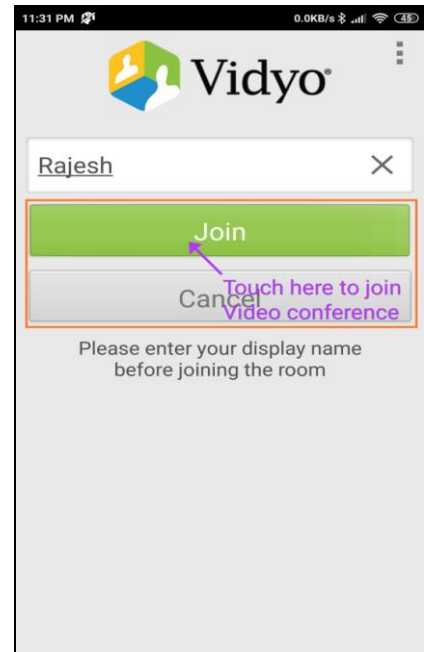 11:31 PM 0.0KB/s 45
Vidyo®
Rajesh
Join
Touch here to join
Cancel
Video conference
Please enter your display name
before joining the room